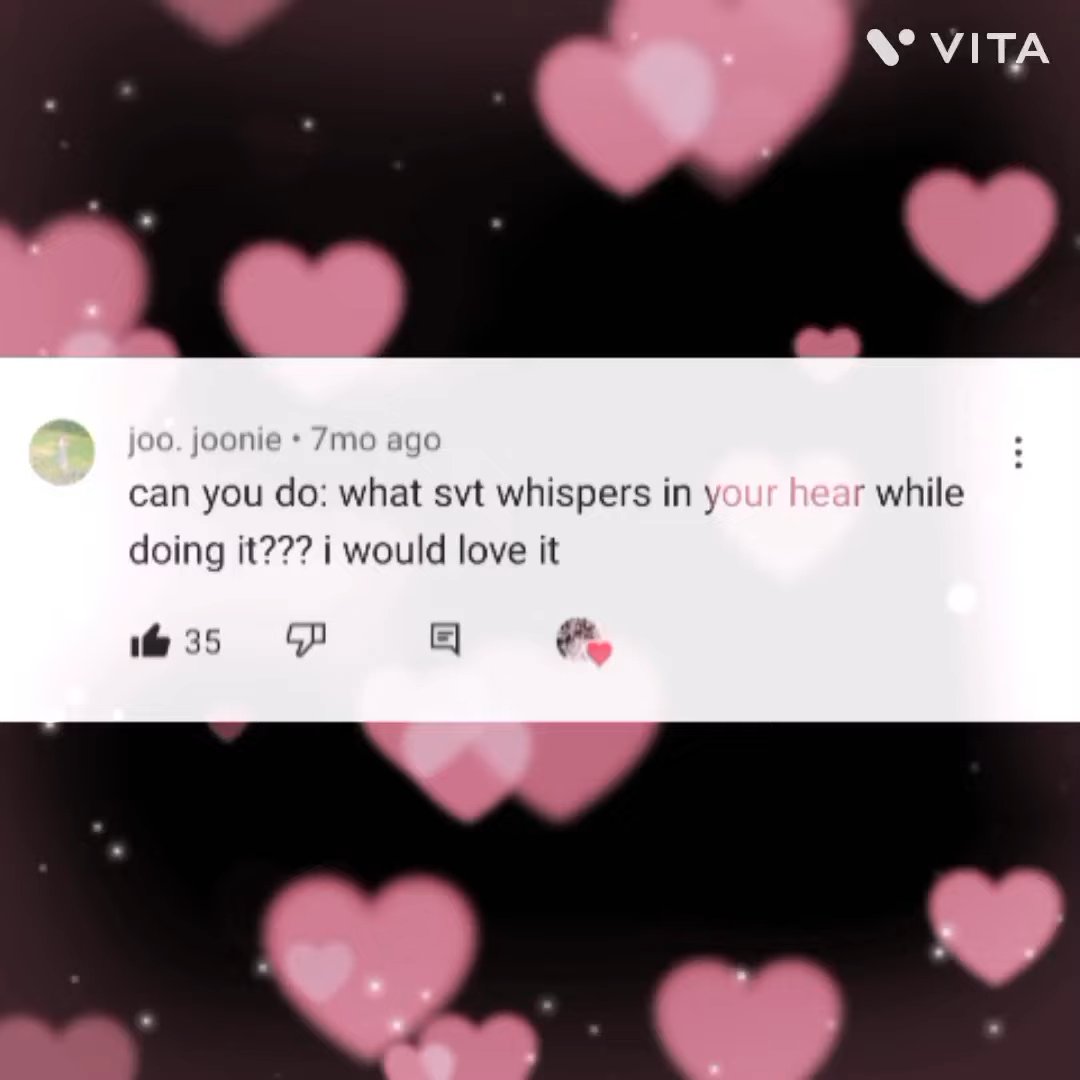 VITA
joo. joonie • 7mo ago
can you do: what svt whispers in your hear while
doing it??? i would love it
35